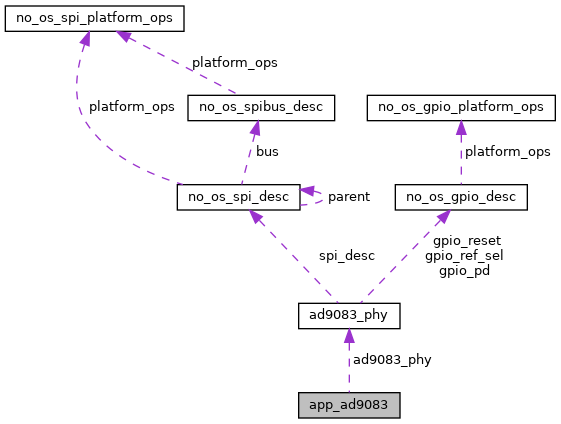 no_os_spi_platform_ops
platform_ops
no_os_spibus_desc
no_os_gpio_platform_ops
platform_ops
bus
platform_ops
no_os_spi_desc
parent
no_os_gpio_desc
spi_desc
gpio_reset
gpio_ref_sel
gpio_pd
ad9083_phy
ad9083_phy
app_ad9083